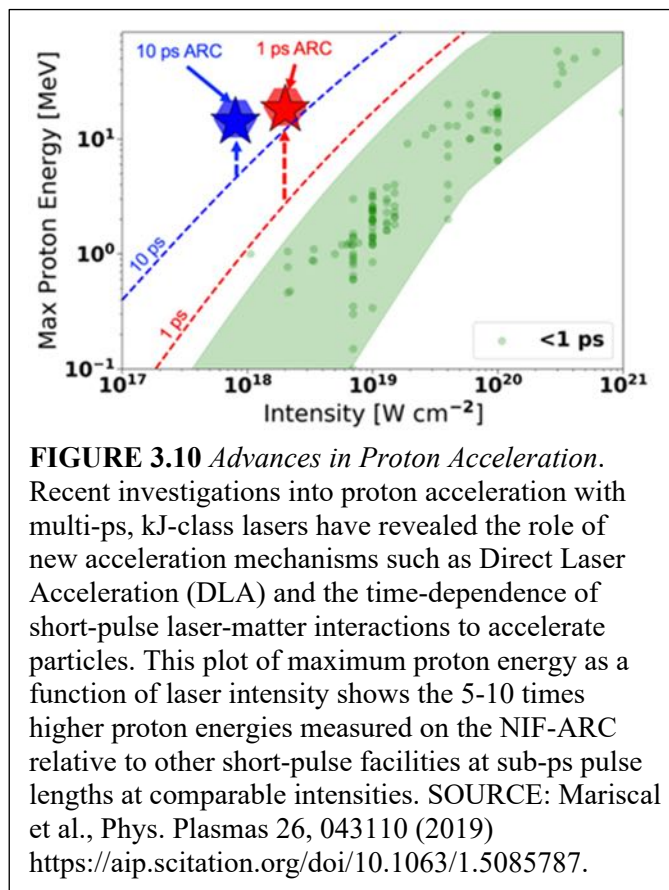 10 ps ARC
1 ps ARC
Max Proton Energy [MeV]
10¹
10⁰
10⁻¹
10 ps
1 ps
<1 ps
10¹⁷ 10¹⁸ 10¹⁹ 10²⁰ 10²¹
Intensity [W cm⁻²]
FIGURE 3.10 Advances in Proton Acceleration.
Recent investigations into proton acceleration with
multi-ps, kJ-class lasers have revealed the role of
new acceleration mechanisms such as Direct Laser
Acceleration (DLA) and the time-dependence of
short-pulse laser-matter interactions to accelerate
particles. This plot of maximum proton energy as a
function of laser intensity shows the 5-10 times
higher proton energies measured on the NIF-ARC
relative to other short-pulse facilities at sub-ps pulse
lengths at comparable intensities. SOURCE: Mariscal
et al., Phys. Plasmas 26, 043110 (2019)
https://aip.scitation.org/doi/10.1063/1.5085787.